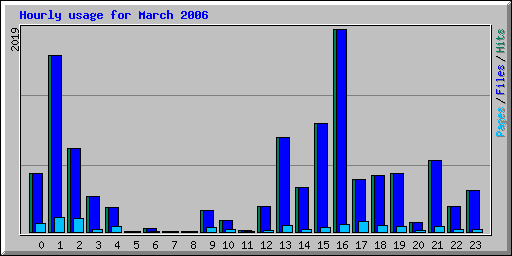 Hourly usage for March 2006
2019
Pages/Files/Hits
0 1 2 3 4 5 6 7 8 9 10 11 12 13 14 15 16 17 18 19 20 21 22 23